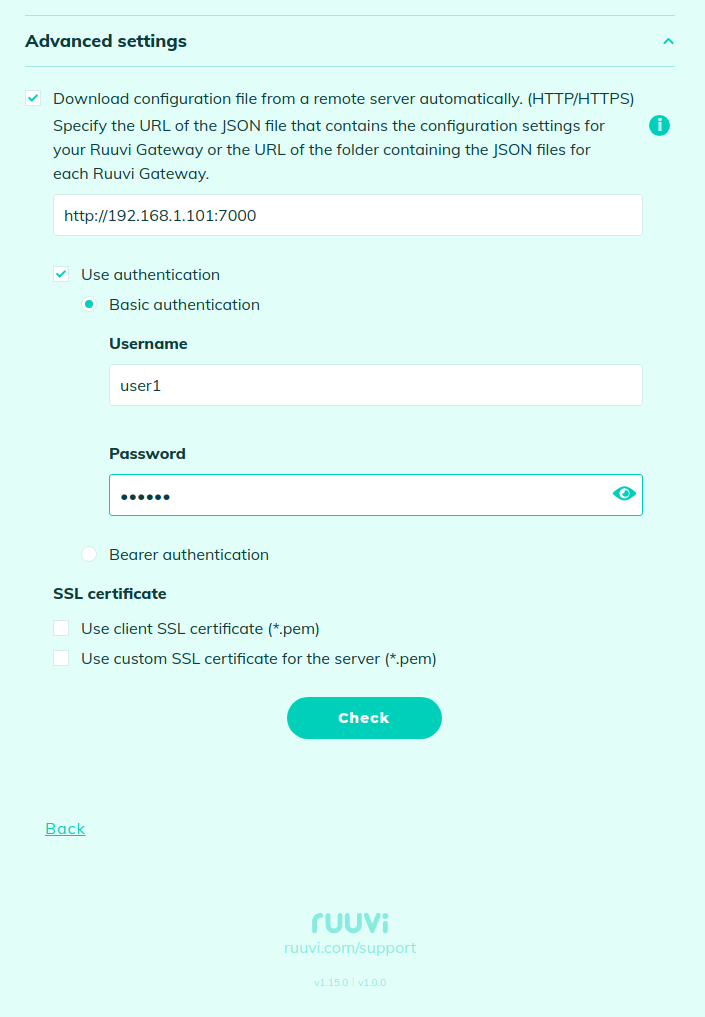 Advanced settings
Download configuration file from a remote server automatically. (HTTP/HTTPS)
Specify the URL of the JSON file that contains the configuration settings for
your Ruuvi Gateway or the URL of the folder containing the JSON files for
each Ruuvi Gateway.
http://192.168.1.101:7000
Use authentication
Basic authentication
Username
user1
Password
••••••
Bearer authentication
SSL certificate
Use client SSL certificate (*.pem)
Use custom SSL certificate for the server (*.pem)
Check
Back
ruuvi
ruuvi.com/support
v1.15.0 | v1.0.0